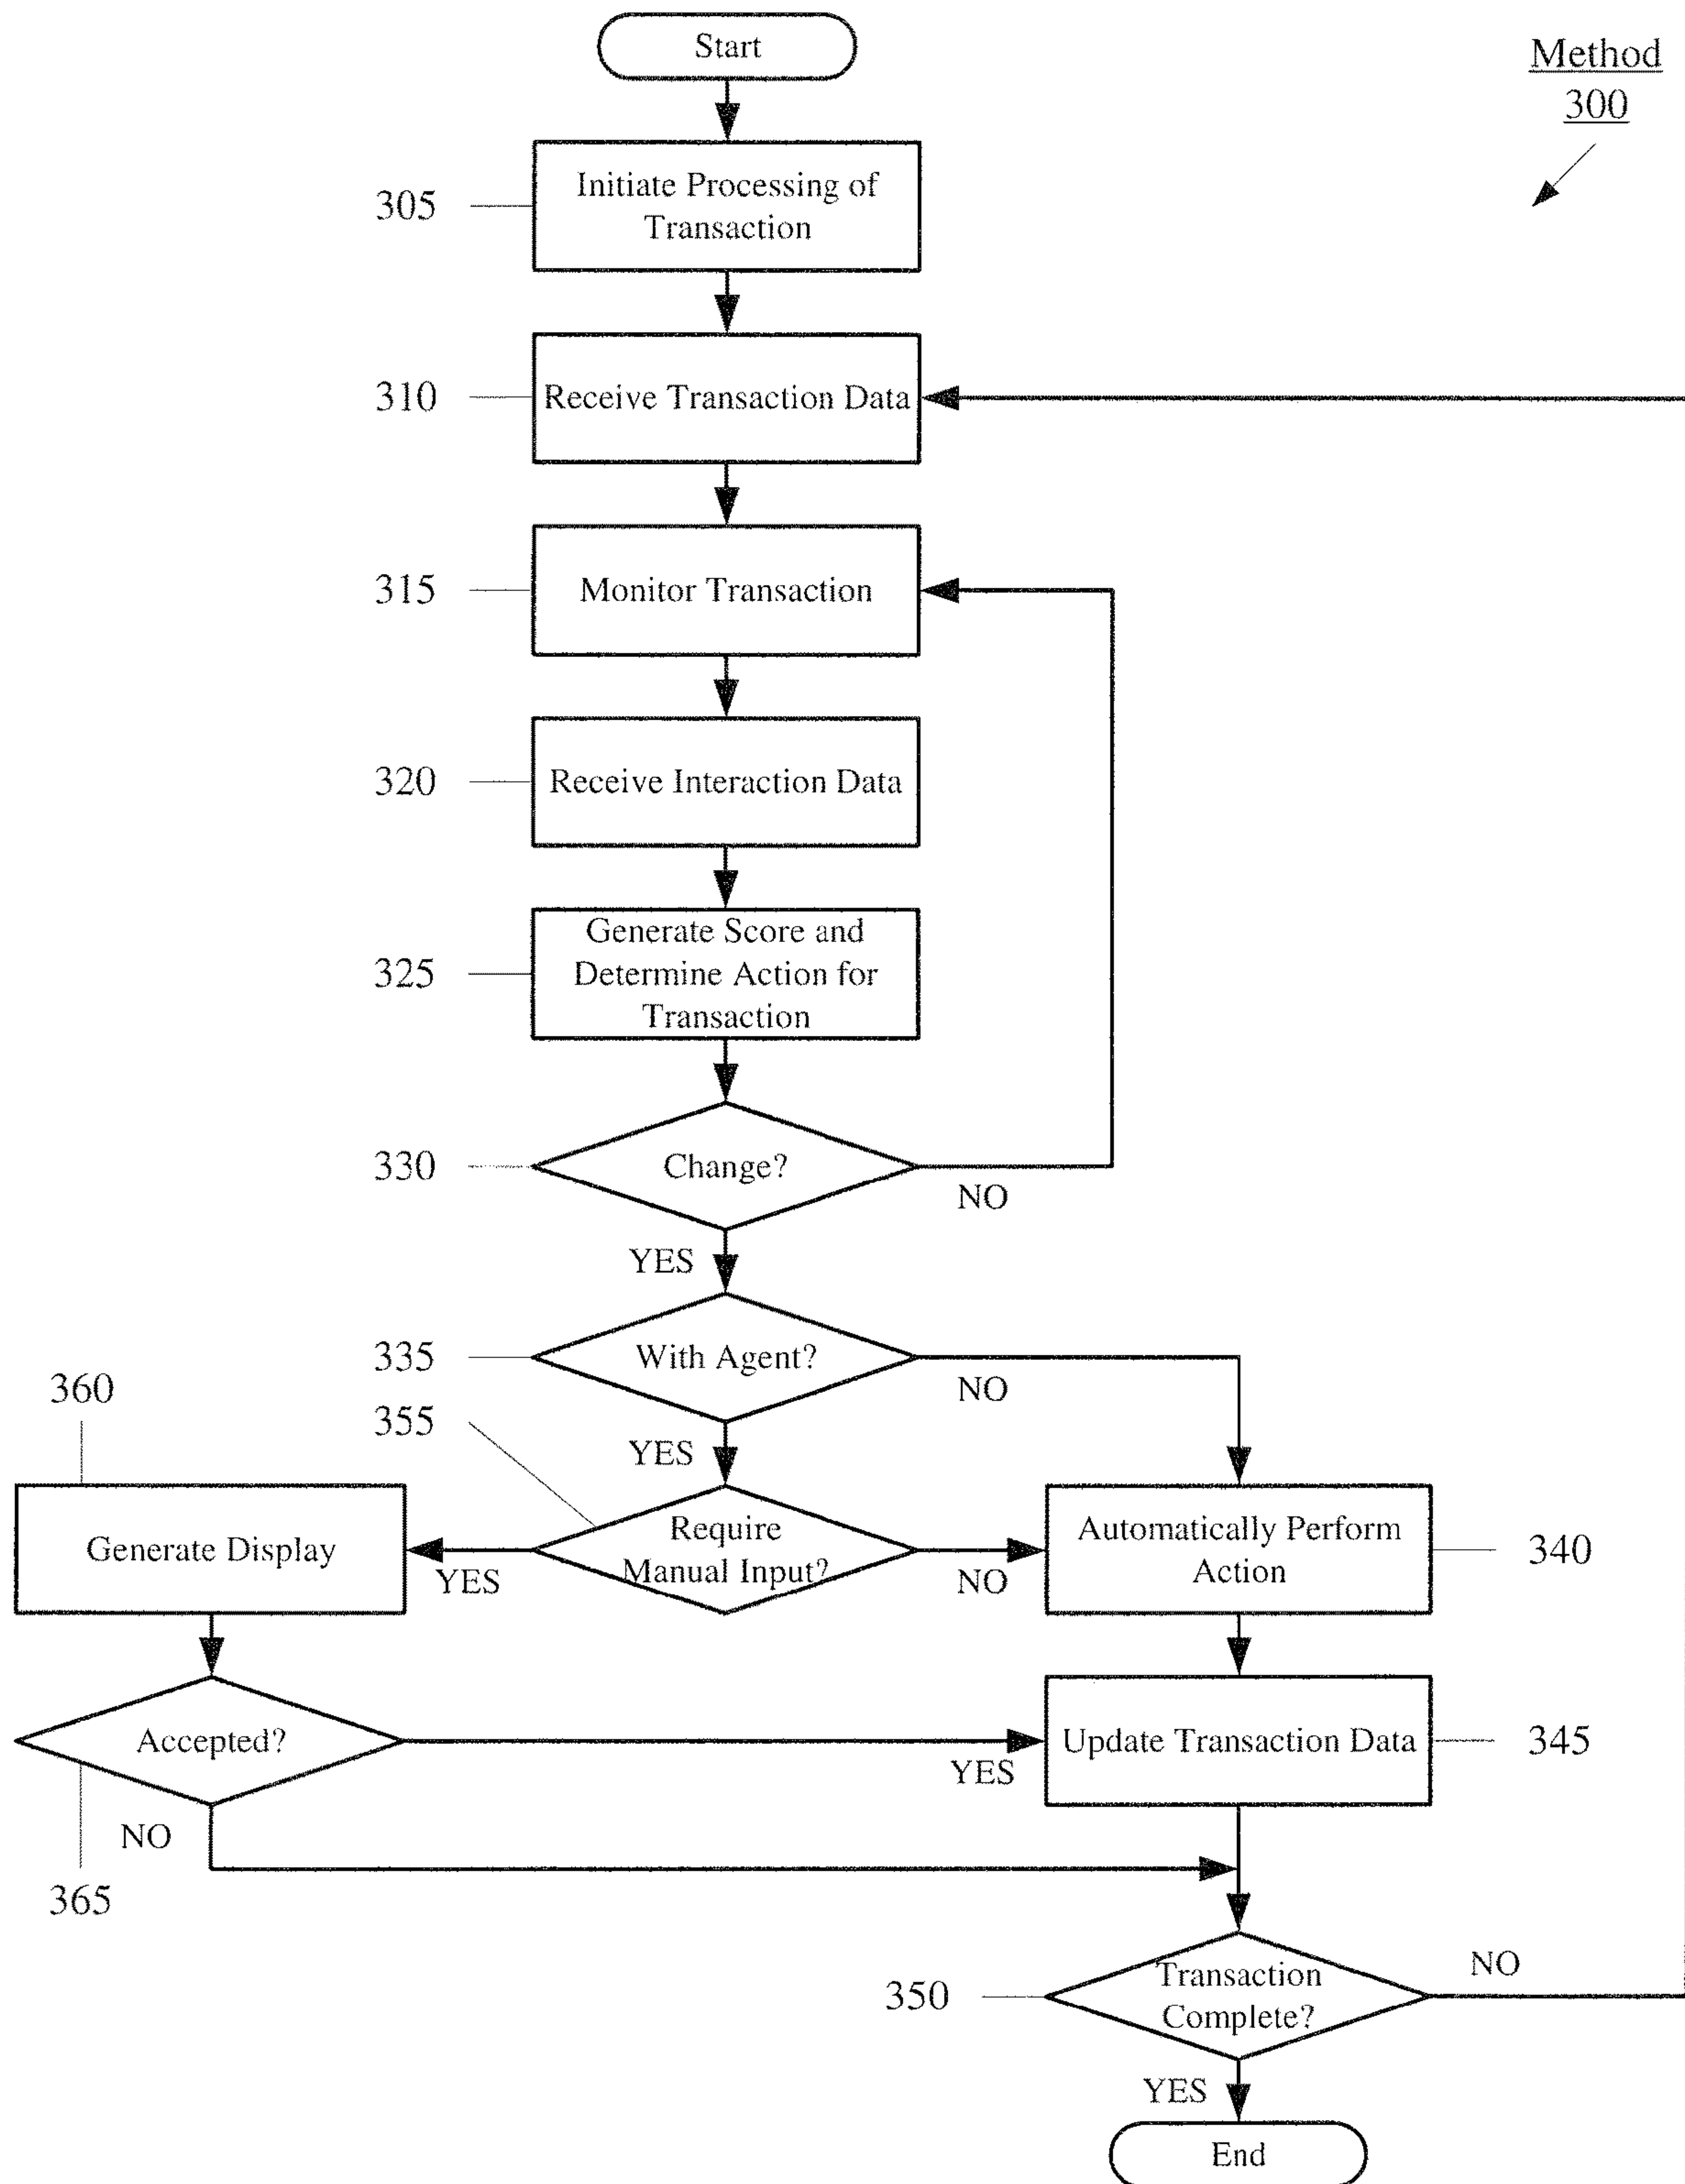 Start
Method
300
305
Initiate Processing of
Transaction
310
Receive Transaction Data
315
Monitor Transaction
320
Receive Interaction Data
325
Generate Score and
Determine Action for
Transaction
330
Change?
NO
YES
335
With Agent?
NO
360
355
YES
Generate Display
YES
Require
Manual Input?
NO
Automatically Perform
Action
340
Accepted?
YES
Update Transaction Data
345
NO
365
350
Transaction
Complete?
NO
YES
End